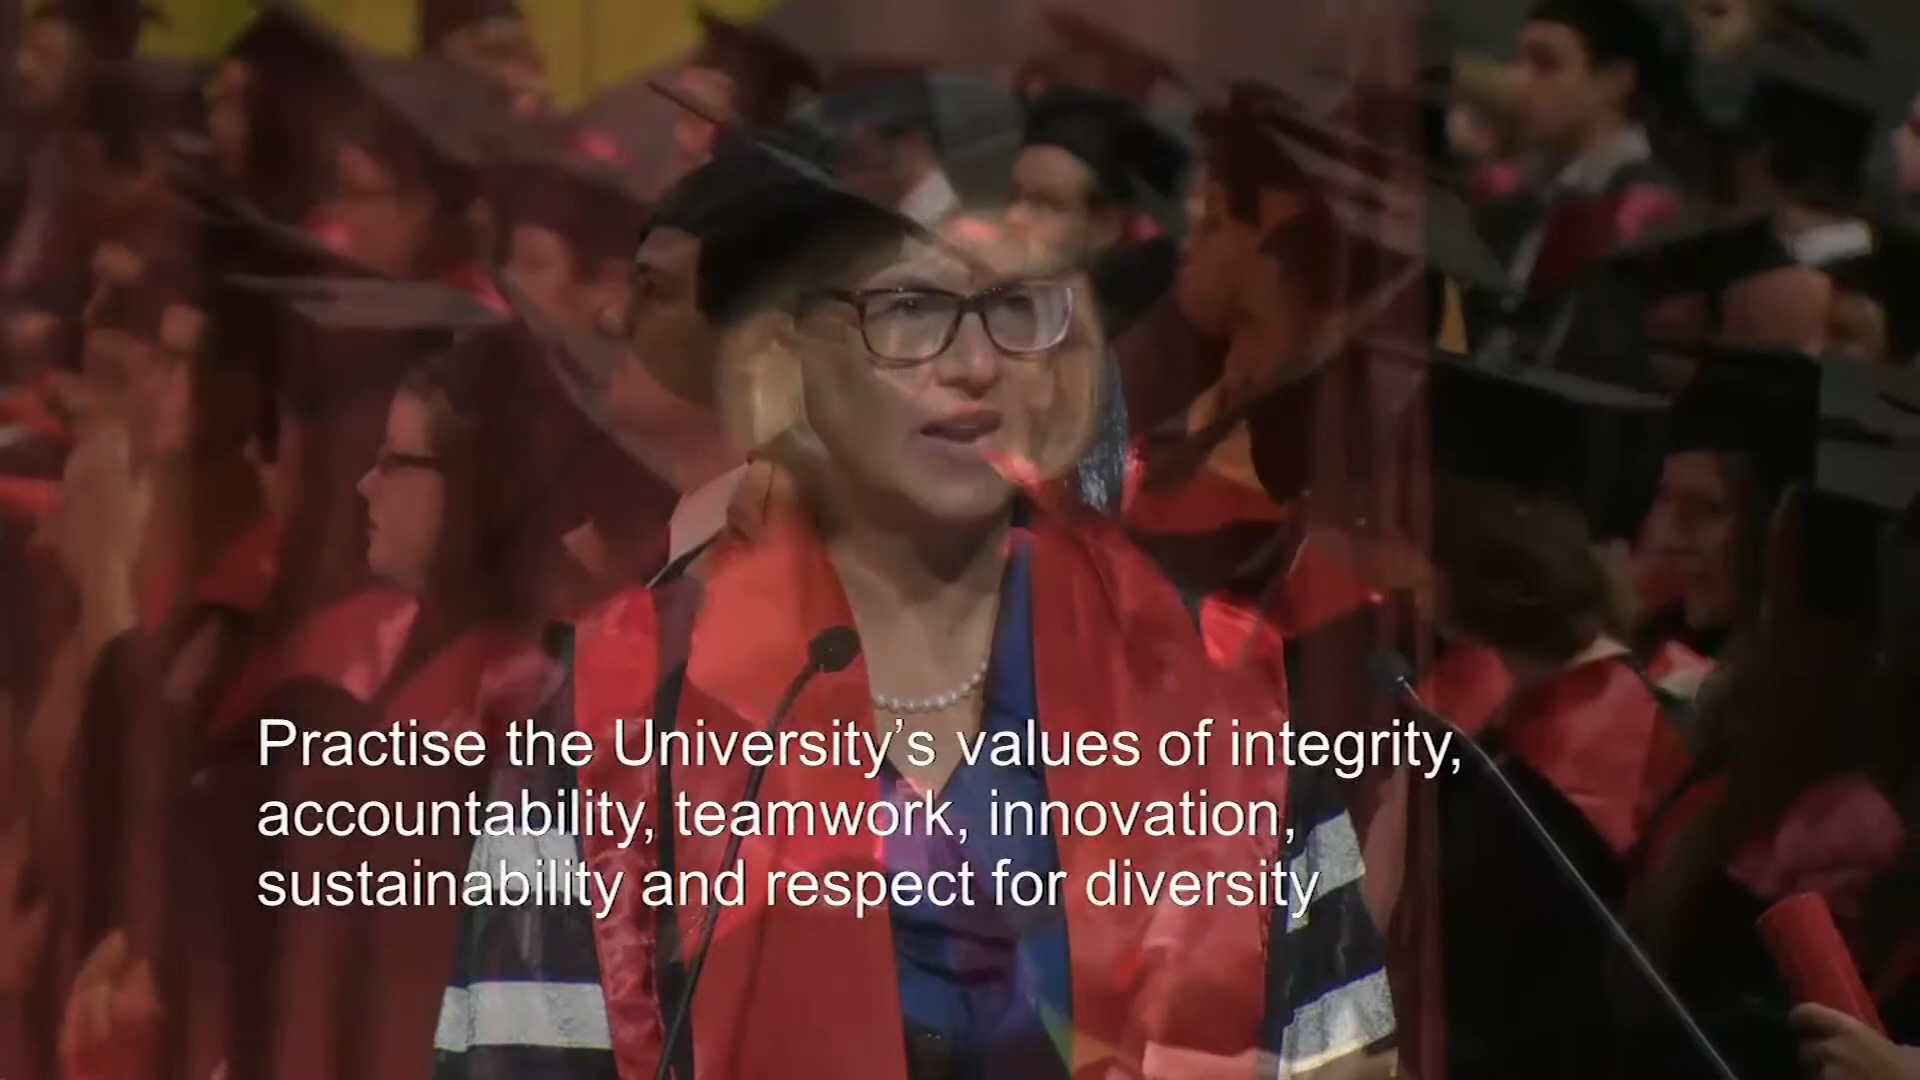 Practise the University’s values of integrity,
accountability, teamwork, innovation,
sustainability and respect for diversity